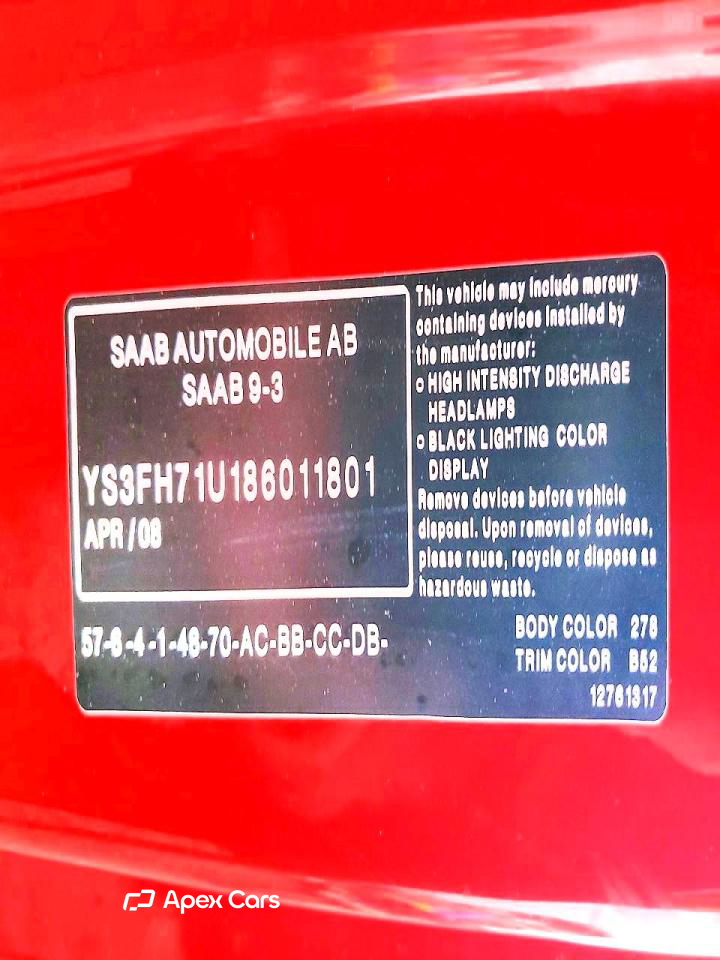 SAAB AUTOMOBILE AB
SAAB 9-3
YS3FH71U186011801
APR / 08
57-6-4-1-48-70-AC-BB-CC-DB-
This vehicle may include mercury
containing devices installed by
the manufacturer:
o HIGH INTENSITY DISCHARGE
HEADLAMPS
o BLACK LIGHTING COLOR
DISPLAY
Remove devices before vehicle
disposal. Upon removal of devices,
please reuse, recycle or dispose as
hazardous waste.
BODY COLOR 278
TRIM COLOR B62
12761317
Apex Cars